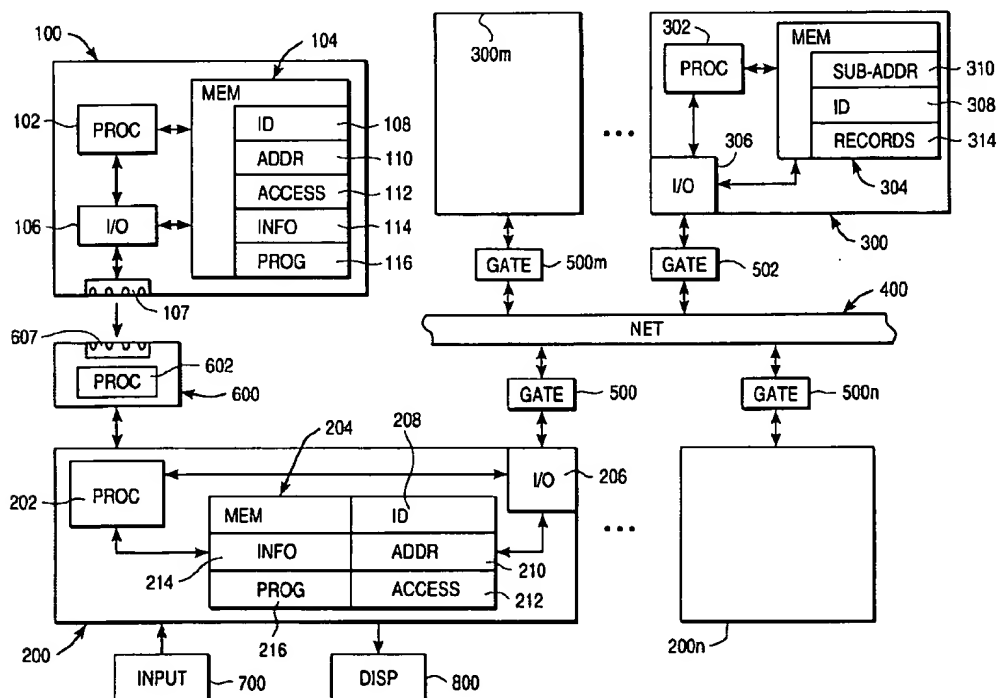 100
104
MEM
102
PROC
ID
108
ADDR
110
ACCESS
112
106
I/O
INFO
114
PROG
116
107
607
602
PROC
600
300m
302
PROC
MEM
SUB-ADDR
310
ID
308
RECORDS
314
306
I/O
304
300
GATE
500m
GATE
502
400
NET
GATE
500
GATE
500n
204
208
202
PROC
I/O
206
MEM
ID
INFO
ADDR
214
210
PROG
ACCESS
212
216
200
INPUT
700
DISP
800
200n